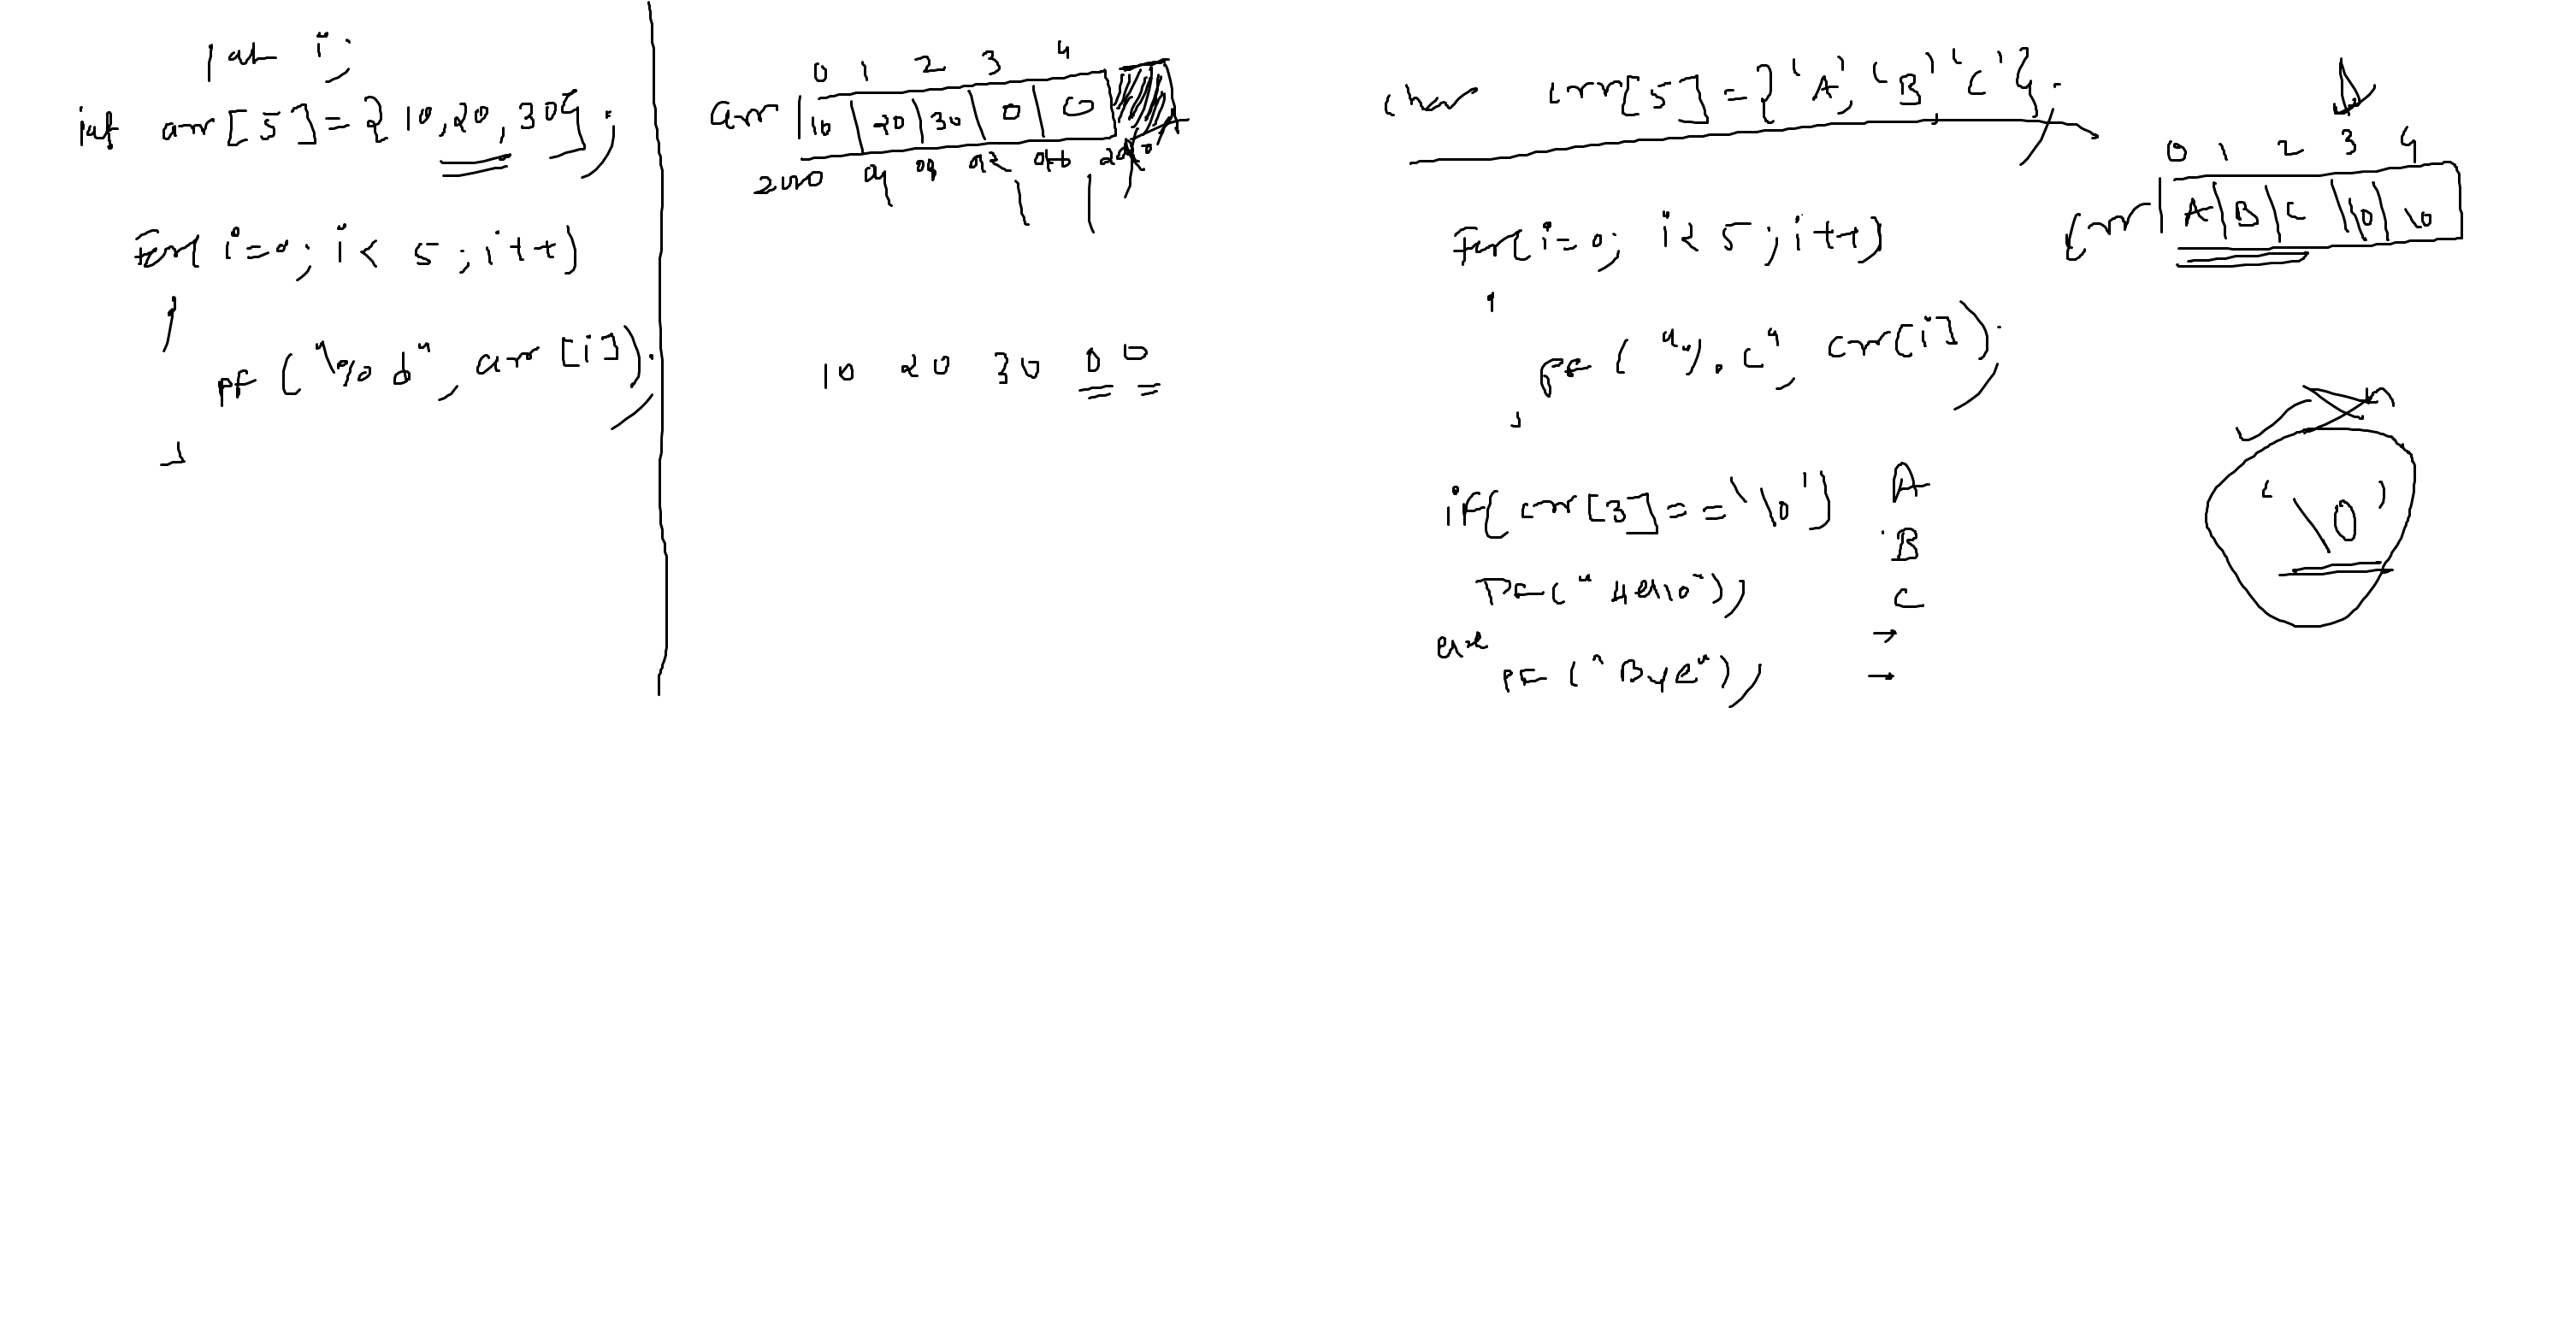 int i;
int arr[5]={10,20,30};
for(i=0; i<5; i++)
{
pf("%d", arr[i]);
}
0 1 2 3 4
arr 10 20 30 0 0
2000 04 08 12
10 20 30 0 0
char crr[5]={'A','B','C'};
for(i=0; i<5; i++)
pf("%c", crr[i]);
if(crr[3]=='\0')
pf("Hello");
else
pf("Bye");
A
B
C
→
→
0 1 2 3 4
crr A B C \0 \0
'\0'